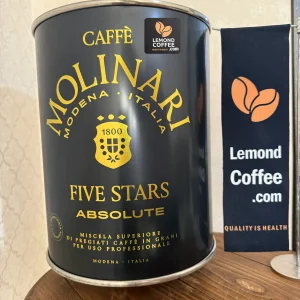 CAFFÈ
MOLINARI
MODENA - ITALIA
1800
FIVE STARS
ABSOLUTE
MISCELA SUPERIORE
DI PREGIATI CAFFÈ IN GRANI
PER USO PROFESSIONALE
MODENA - ITALIA
LEMOND
COFFEE
.com
Lemond
Coffee
.com
QUALITY IS HEALTH